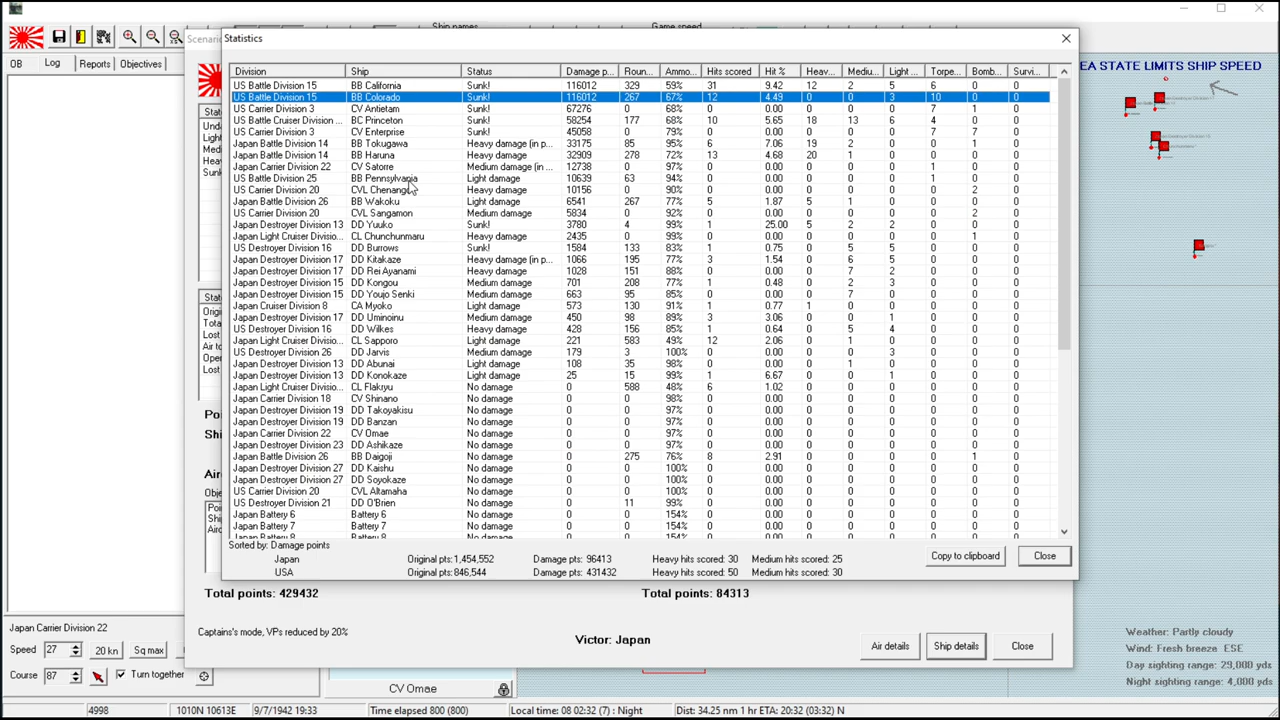 Ship names
Game speed
Scenari
Statistics
OB Log Reports Objectives
EA STATE LIMITS SHIP SPEED
Division Ship Status Damage p... Roun... Ammo... Hits scored Hit % Heav... Mediu... Light ... Torpe... Bomb... Survi...
US Battle Division 15 BB California Sunk! 116012 329 59% 31 9.42 12 2 5 6 0 0
US Battle Division 15 BB Colorado Sunk! 116012 267 67% 12 4.49 0 0 3 10 0 0
US Carrier Division 3 CV Antietam Sunk! 67276 0 68% 0 0.00 0 0 0 7 1 0
US Battle Cruiser Division ... BC Princeton Sunk! 58254 177 68% 10 5.65 18 13 6 4 0 0
US Carrier Division 3 CV Enterprise Sunk! 45058 0 79% 0 0.00 0 0 0 7 7 0
Japan Battle Division 14 BB Tokugawa Heavy damage (in p... 33175 85 95% 6 7.06 19 2 0 0 1 0
Japan Battle Division 14 BB Haruna Heavy damage 32909 278 72% 13 4.68 20 1 0 1 0 0
Japan Carrier Division 22 CV Satorre Medium damage (in ... 12738 0 97% 0 0.00 0 0 0 1 0 0
US Battle Division 25 BB Pennsylvania Light damage 10639 63 94% 0 0.00 0 0 0 1 0 0
US Carrier Division 20 CVL Chenango Heavy damage 10156 0 90% 0 0.00 0 0 0 0 2 0
Japan Battle Division 26 BB Wakoku Light damage 6541 267 77% 5 1.87 5 1 0 0 0 0
US Carrier Division 20 CVL Sangamon Medium damage 5834 0 92% 0 0.00 0 0 0 0 2 0
Japan Destroyer Division 13 DD Yuuko Sunk! 3780 4 99% 1 25.00 5 2 2 0 0 0
Japan Light Cruiser Divisio... CL Chunchunmaru Heavy damage 2435 0 99% 0 0.00 0 0 0 0 1 0
US Destroyer Division 16 DD Burrows Sunk! 1584 133 83% 1 0.75 0 5 5 0 0 0
Japan Destroyer Division 17 DD Kitakaze Heavy damage (in p... 1066 195 77% 3 1.54 0 6 5 0 0 0
Japan Destroyer Division 17 DD Rei Ayanami Heavy damage 1028 151 88% 0 0.00 0 7 2 0 0 0
Japan Destroyer Division 15 DD Kongou Medium damage 701 208 77% 1 0.48 0 2 3 0 0 0
Japan Destroyer Division 15 DD Youjo Senki Medium damage 663 95 85% 0 0.00 0 7 0 0 0 0
Japan Cruiser Division 8 CA Myoko Light damage 573 130 91% 1 0.77 1 0 0 0 0 0
Japan Destroyer Division 17 DD Uminoinu Medium damage 450 98 89% 3 3.06 0 0 1 0 0 0
US Destroyer Division 16 DD Wilkes Heavy damage 428 156 85% 1 0.64 0 5 4 0 0 0
Japan Light Cruiser Divisio... CL Sapporo Light damage 221 583 49% 12 2.06 0 1 0 0 0 0
US Destroyer Division 26 DD Jarvis Medium damage 179 3 100% 0 0.00 0 0 3 0 0 0
Japan Destroyer Division 13 DD Abunai Light damage 108 35 98% 0 0.00 0 1 0 0 0 0
Japan Destroyer Division 13 DD Konokaze Light damage 25 15 99% 1 6.67 0 0 1 0 0 0
Japan Light Cruiser Divisio... CL Flakryu No damage 0 588 48% 6 1.02 0 0 0 0 0 0
Japan Carrier Division 18 CV Shinano No damage 0 0 98% 0 0.00 0 0 0 0 0 0
Japan Destroyer Division 19 DD Takoyakisu No damage 0 0 97% 0 0.00 0 0 0 0 0 0
Japan Destroyer Division 19 DD Banzan No damage 0 0 97% 0 0.00 0 0 0 0 0 0
Japan Carrier Division 22 CV Omae No damage 0 0 97% 0 0.00 0 0 0 0 0 0
Japan Destroyer Division 23 DD Ashikaze No damage 0 0 97% 0 0.00 0 0 0 0 0 0
Japan Battle Division 26 BB Daigoji No damage 0 275 76% 8 2.91 0 0 0 0 1 0
Japan Destroyer Division 27 DD Kaishu No damage 0 0 100% 0 0.00 0 0 0 0 0 0
Japan Destroyer Division 27 DD Soyokaze No damage 0 0 100% 0 0.00 0 0 0 0 0 0
US Carrier Division 20 CVL Altamaha No damage 0 0 91% 0 0.00 0 0 0 0 0 0
US Destroyer Division 21 DD O'Brien No damage 0 11 99% 0 0.00 0 0 0 0 0 0
Japan Battery 6 Battery 6 No damage 0 0 154% 0 0.00 0 0 0 0 0 0
Japan Battery 7 Battery 7 No damage 0 0 154% 0 0.00 0 0 0 0 0 0
Japan Battery 8 Battery 8 No damage 0 0 154% 0 0.00 0 0 0 0 0 0
Sorted by: Damage points
Japan Original pts: 1,454,552 Damage pts: 96413 Heavy hits scored: 30 Medium hits scored: 25
USA Original pts: 846,544 Damage pts: 431432 Heavy hits scored: 50 Medium hits scored: 30
Copy to clipboard Close
Total points: 429432 Total points: 84313
Captains's mode, VPs reduced by 20%
Victor: Japan
Air details Ship details Close
Japan Carrier Division 22
Speed 27 20 kn Sq max
Course 87 Turn together
CV Omae
Weather: Partly cloudy
Wind: Fresh breeze ESE
Day sighting range: 29,000 yds
Night sighting range: 4,000 yds
4998 1010N 10613E 9/7/1942 19:33 Time elapsed 800 (800) Local time: 08 02:32 (7) : Night Dist: 34.25 nm 1 hr ETA: 20:32 (03:32) N